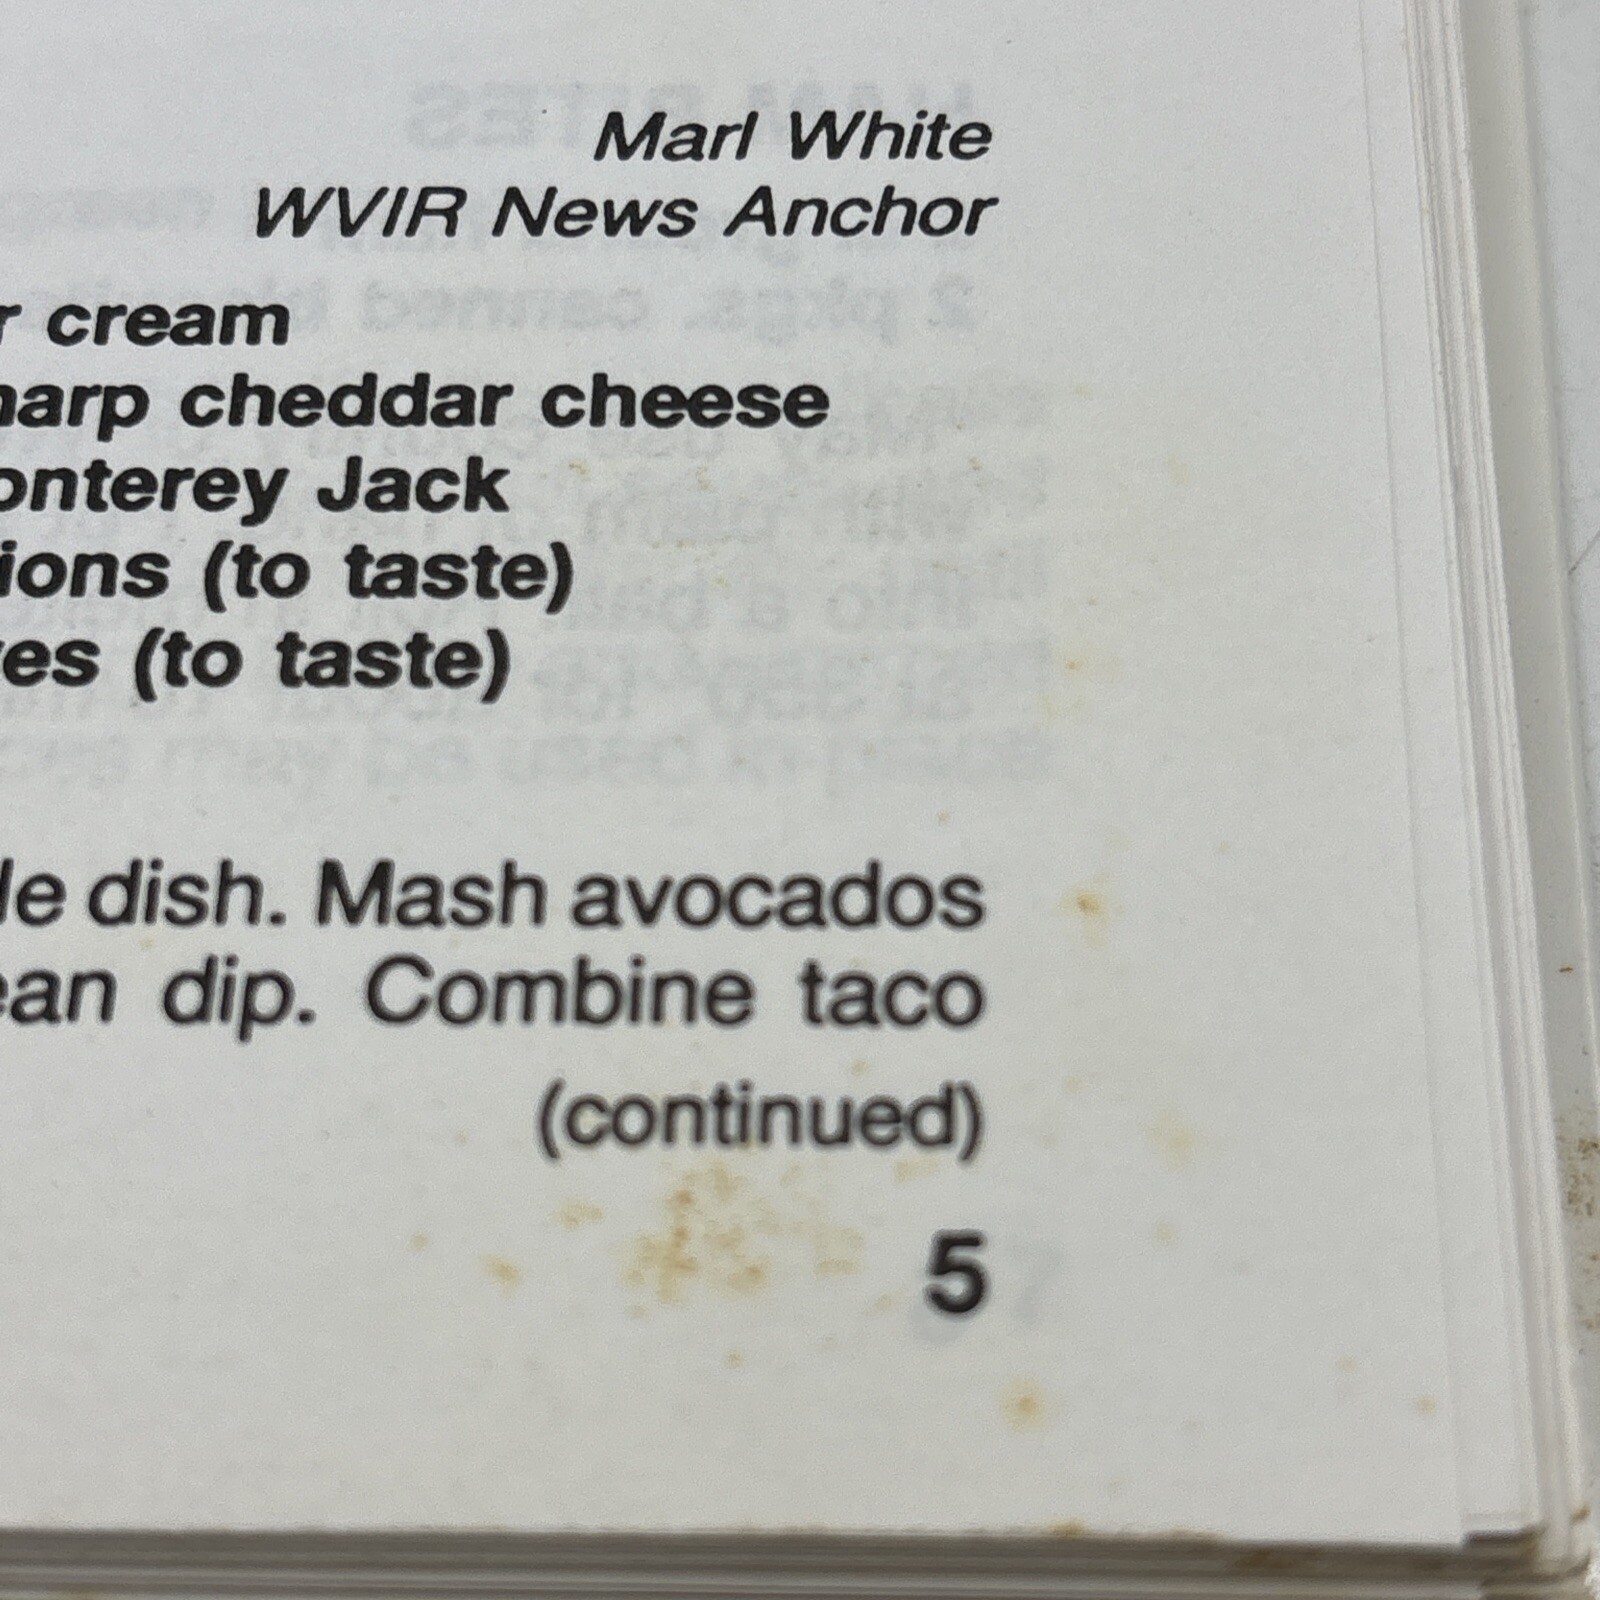 Marl White
WVIR News Anchor
r cream
harp cheddar cheese
onterey Jack
ions (to taste)
es (to taste)
le dish. Mash avocados
ean dip. Combine taco
(continued)
5